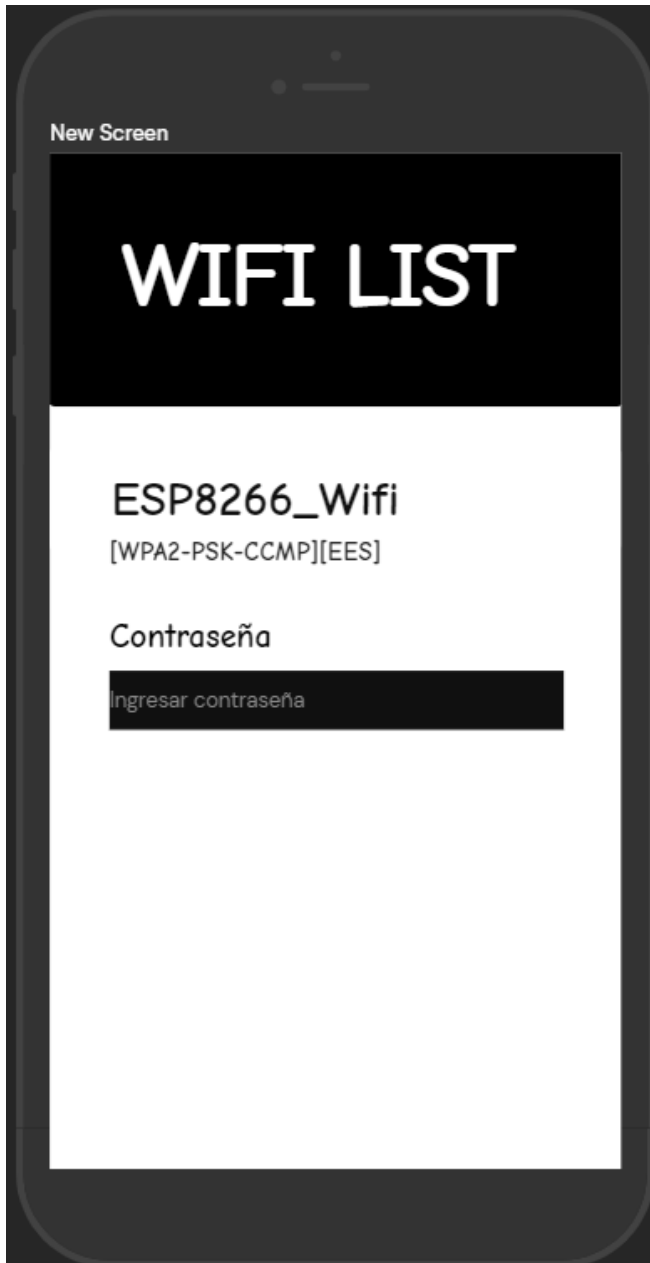 New Screen
WIFI LIST
ESP8266_Wifi
[WPA2-PSK-CCMP][EES]
Contraseña
Ingresar contraseña